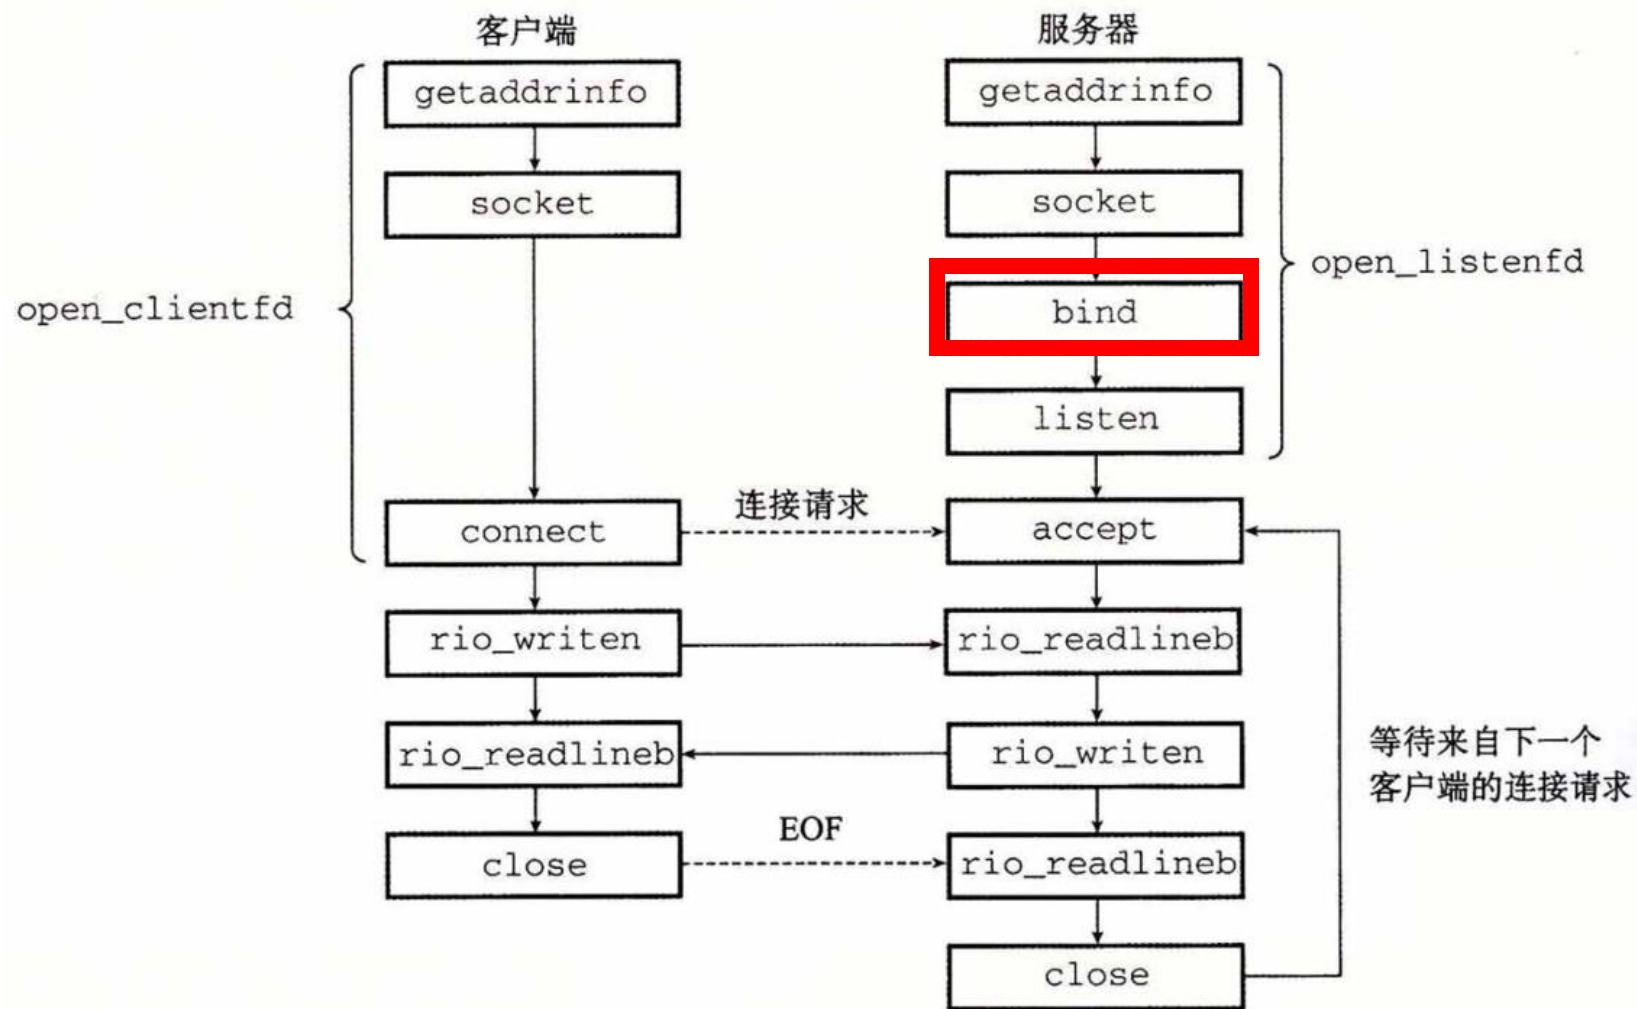 客户端
服务器
getaddrinfo
getaddrinfo
socket
socket
open_clientfd
open_listenfd
bind
listen
connect
连接请求
accept
rio_writen
rio_readlineb
rio_readlineb
rio_writen
等待来自下一个
客户端的连接请求
close
EOF
rio_readlineb
close